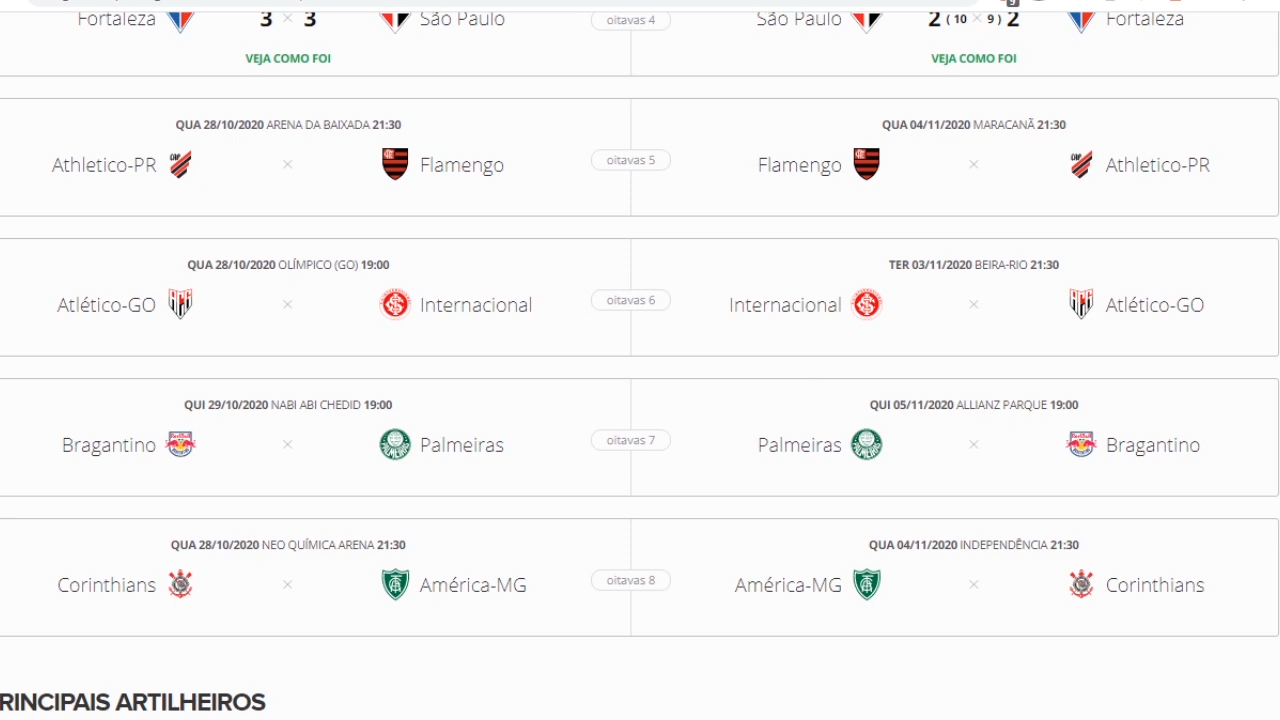 Fortaleza 3 × 3 São Paulo oitavas 4 São Paulo 2 ( 10 × 9 ) 2 Fortaleza
VEJA COMO FOI VEJA COMO FOI
QUA 28/10/2020 ARENA DA BAIXADA 21:30 QUA 04/11/2020 MARACANÃ 21:30
Athletico-PR × Flamengo oitavas 5 Flamengo × Athletico-PR
QUA 28/10/2020 OLÍMPICO (GO) 19:00 TER 03/11/2020 BEIRA-RIO 21:30
Atlético-GO × Internacional oitavas 6 Internacional × Atlético-GO
QUI 29/10/2020 NABI ABI CHEDID 19:00 QUI 05/11/2020 ALLIANZ PARQUE 19:00
Bragantino × Palmeiras oitavas 7 Palmeiras × Bragantino
QUA 28/10/2020 NEO QUÍMICA ARENA 21:30 QUA 04/11/2020 INDEPENDÊNCIA 21:30
Corinthians × América-MG oitavas 8 América-MG × Corinthians
RINCIPAIS ARTILHEIROS